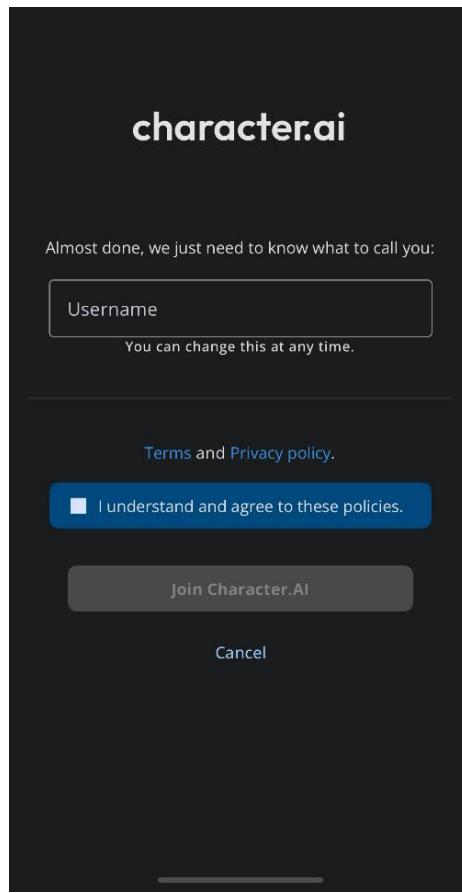 character.ai
Almost done, we just need to know what to call you:
Username
You can change this at any time.
Terms and Privacy policy.
I understand and agree to these policies.
Join Character.AI
Cancel